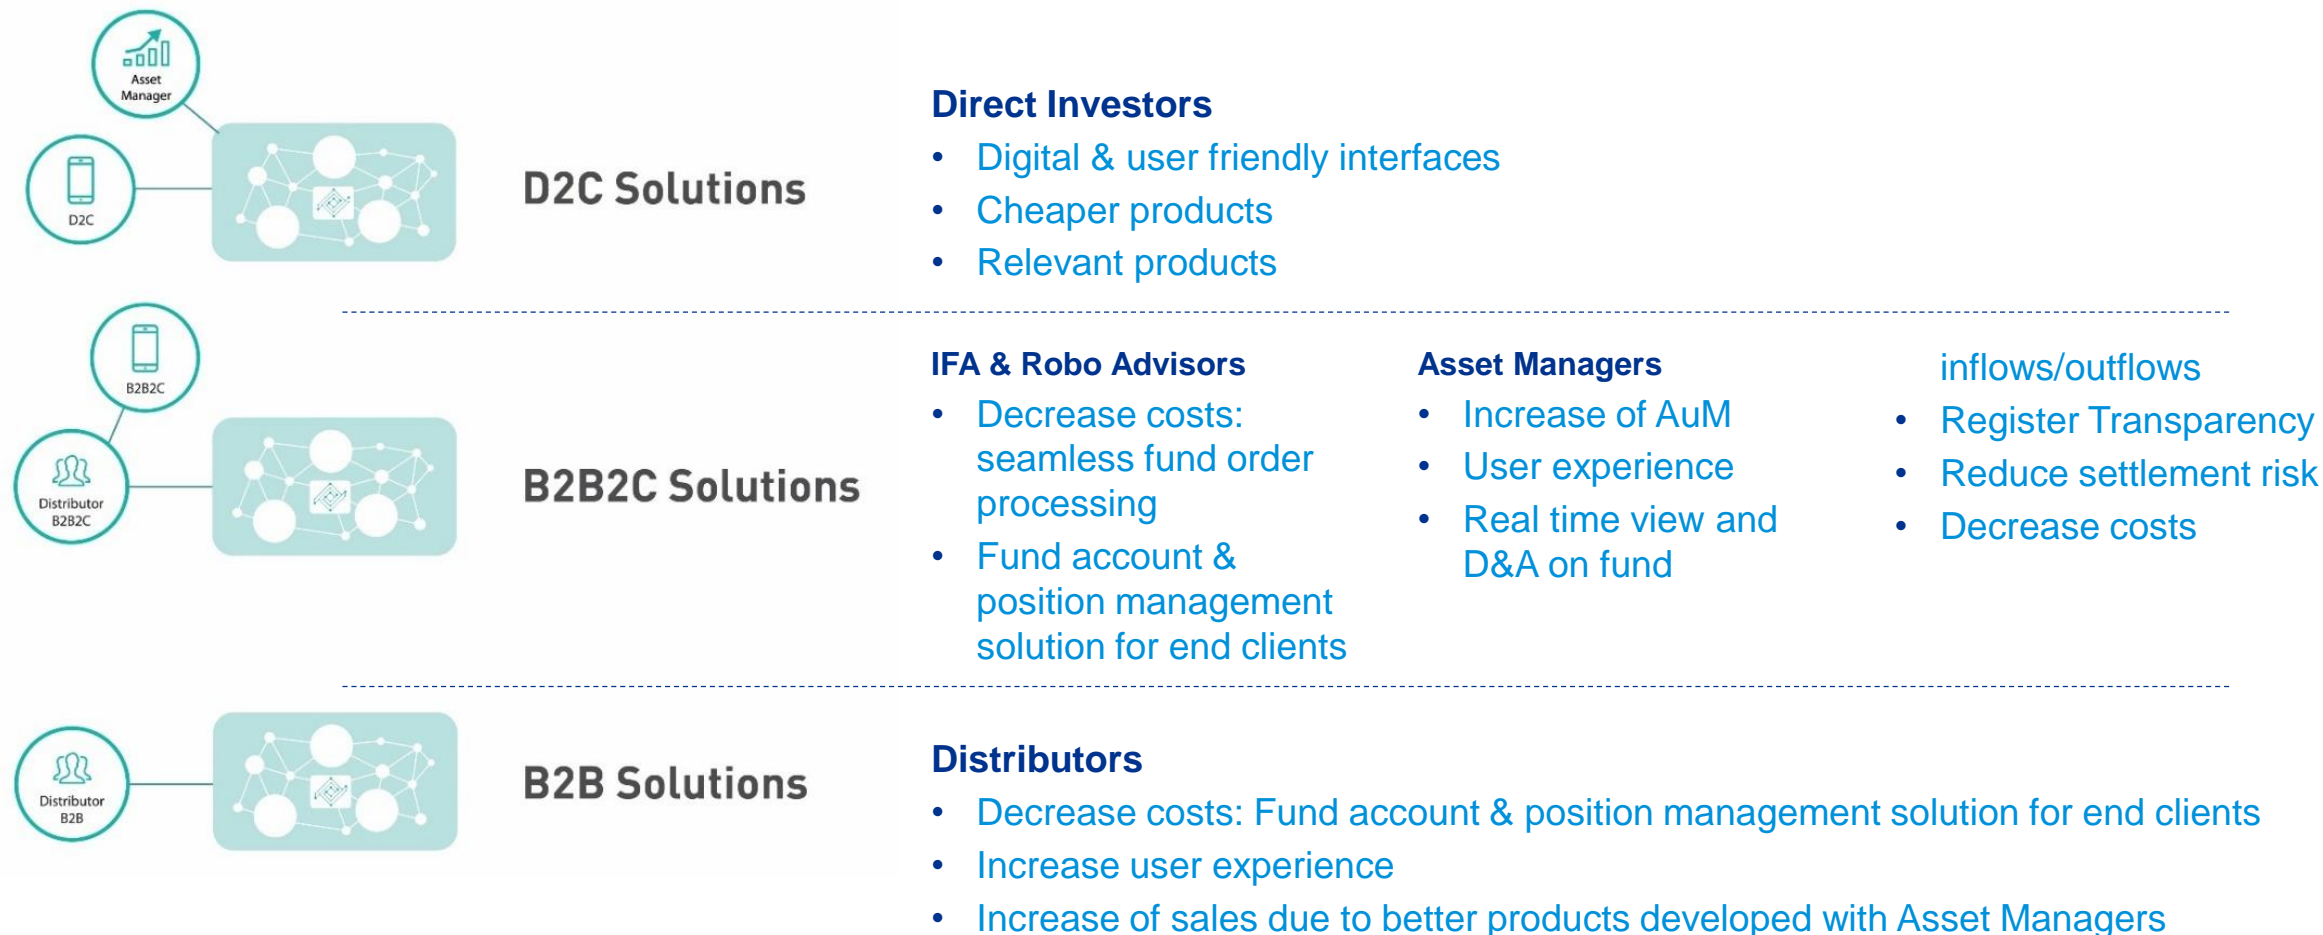 Asset
Manager
D2C
D2C Solutions
Direct Investors
• Digital & user friendly interfaces
• Cheaper products
• Relevant products
B2B2C
Distributor
B2B2C
B2B2C Solutions
IFA & Robo Advisors
• Decrease costs:
seamless fund order
processing
• Fund account &
position management
solution for end clients
Asset Managers
• Increase of AuM
• User experience
• Real time view and
D&A on fund
inflows/outflows
• Register Transparency
• Reduce settlement risk
• Decrease costs
Distributor
B2B
B2B Solutions
Distributors
• Decrease costs: Fund account & position management solution for end clients
• Increase user experience
• Increase of sales due to better products developed with Asset Managers